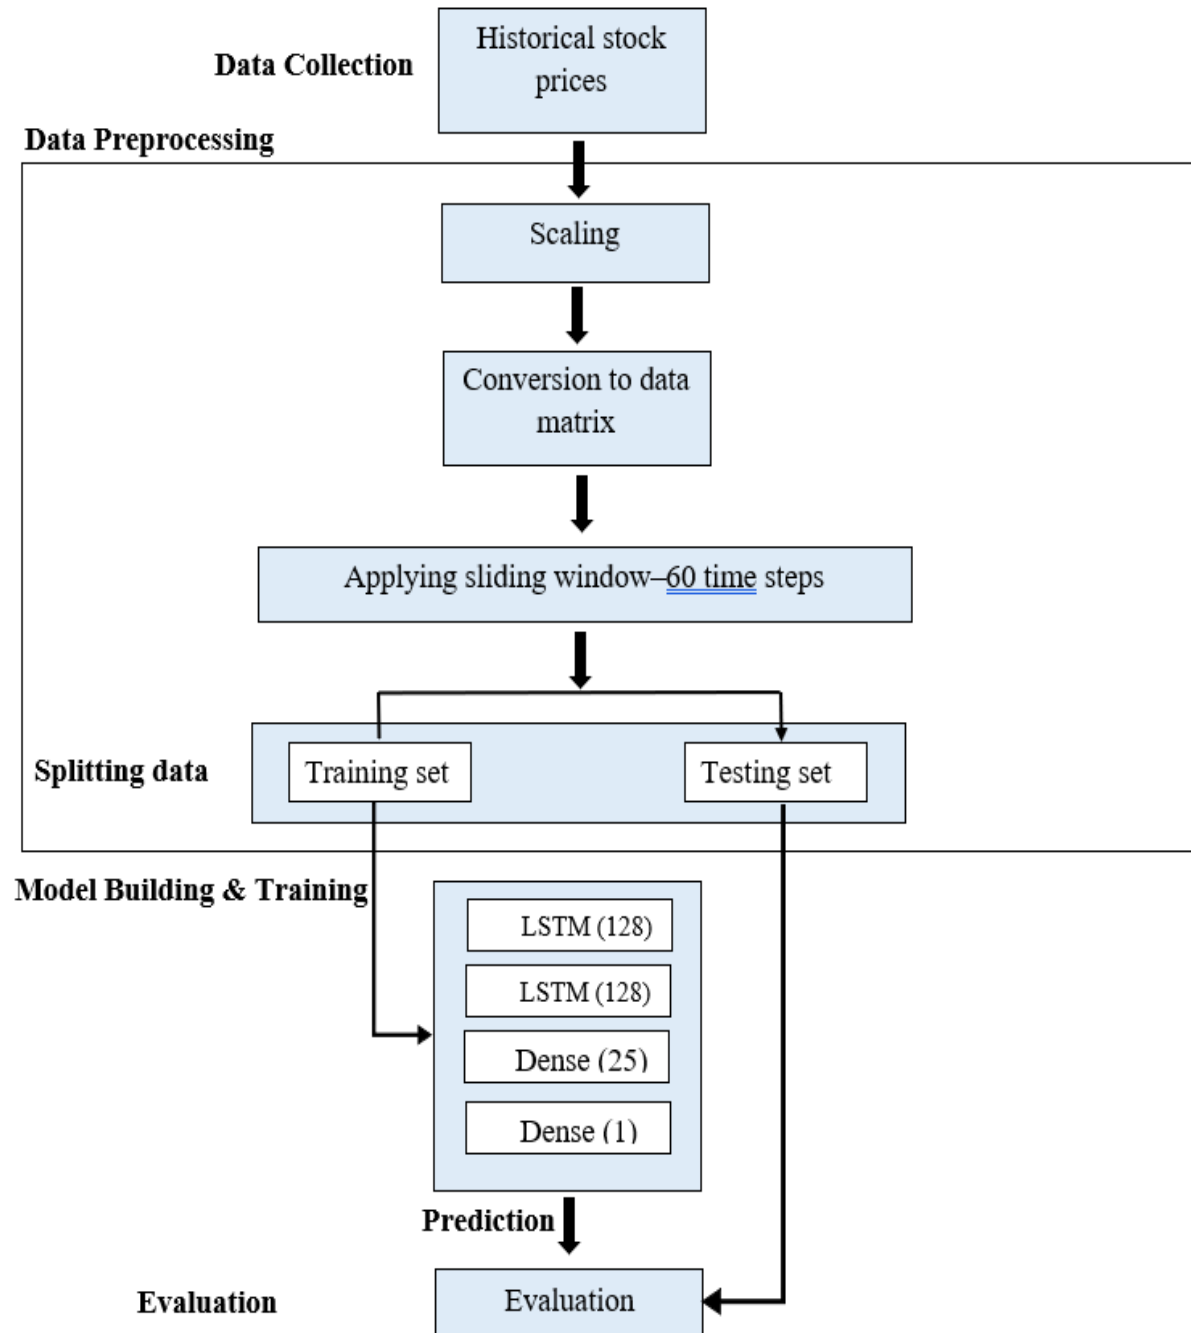 Data Collection
Historical stock
prices
Data Preprocessing
Scaling
Conversion to data
matrix
Applying sliding window–60 time steps
Splitting data
Training set
Testing set
Model Building & Training
LSTM (128)
LSTM (128)
Dense (25)
Dense (1)
Prediction
Evaluation
Evaluation